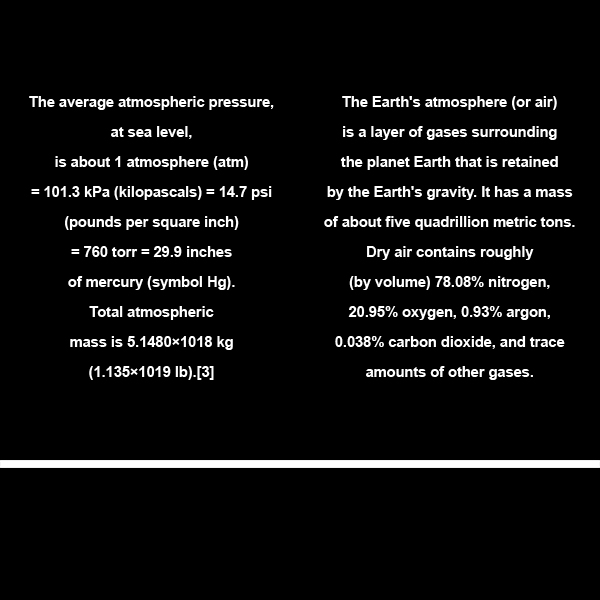 The average atmospheric pressure,
at sea level,
is about 1 atmosphere (atm)
= 101.3 kPa (kilopascals) = 14.7 psi
(pounds per square inch)
= 760 torr = 29.9 inches
of mercury (symbol Hg).
Total atmospheric
mass is 5.1480×1018 kg
(1.135×1019 lb).[3]
The Earth's atmosphere (or air)
is a layer of gases surrounding
the planet Earth that is retained
by the Earth's gravity. It has a mass
of about five quadrillion metric tons.
Dry air contains roughly
(by volume) 78.08% nitrogen,
20.95% oxygen, 0.93% argon,
0.038% carbon dioxide, and trace
amounts of other gases.